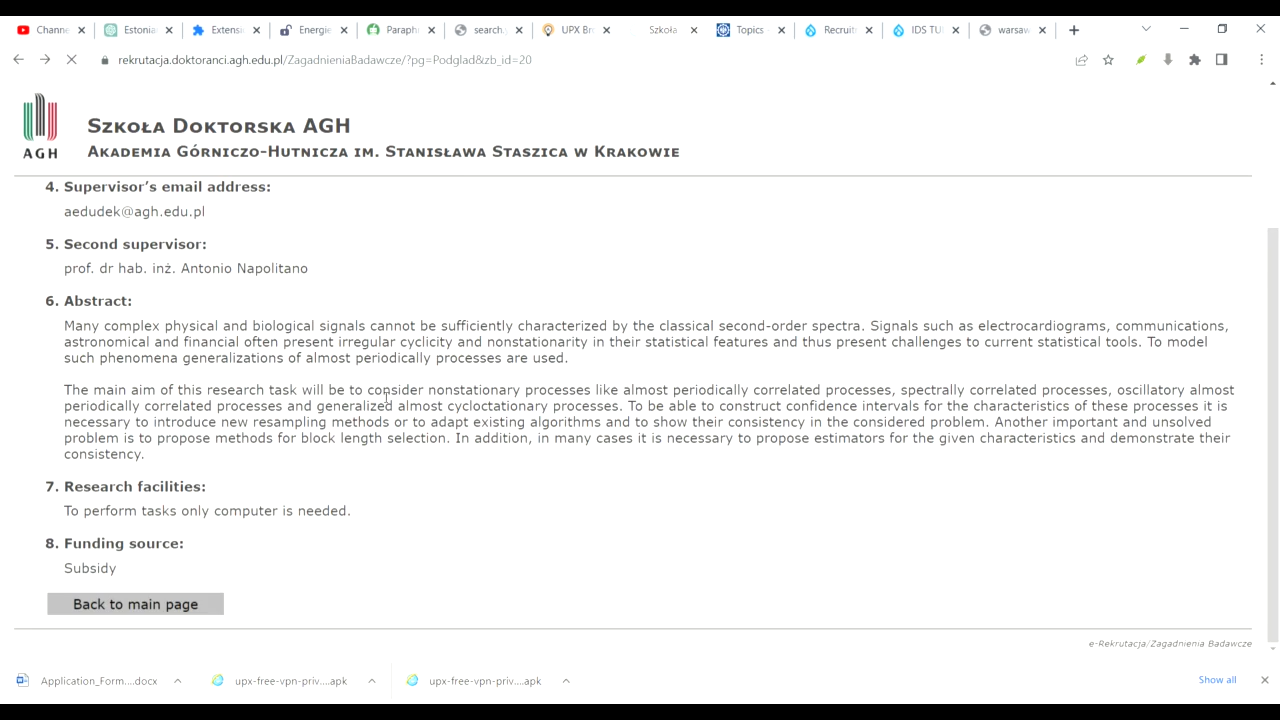 Channe
Estonia
Extensi
Energie
Paraph
search.
UPX Br
Szkoła
Topics
Recruit
IDS TU
warsaw
rekrutacja.doktoranci.agh.edu.pl/ZagadnieniaBadawcze/?pg=Podglad&zb_id=20
AGH
SZKOŁA DOKTORSKA AGH
AKADEMIA GÓRNICZO-HUTNICZA IM. STANISŁAWA STASZICA W KRAKOWIE
4. Supervisor's email address:
aedudek@agh.edu.pl
5. Second supervisor:
prof. dr hab. inż. Antonio Napolitano
6. Abstract:
Many complex physical and biological signals cannot be sufficiently characterized by the classical second-order spectra. Signals such as electrocardiograms, communications,
astronomical and financial often present irregular cyclicity and nonstationarity in their statistical features and thus present challenges to current statistical tools. To model
such phenomena generalizations of almost periodically processes are used.
The main aim of this research task will be to consider nonstationary processes like almost periodically correlated processes, spectrally correlated processes, oscillatory almost
periodically correlated processes and generalized almost cycloctationary processes. To be able to construct confidence intervals for the characteristics of these processes it is
necessary to introduce new resampling methods or to adapt existing algorithms and to show their consistency in the considered problem. Another important and unsolved
problem is to propose methods for block length selection. In addition, in many cases it is necessary to propose estimators for the given characteristics and demonstrate their
consistency.
7. Research facilities:
To perform tasks only computer is needed.
8. Funding source:
Subsidy
Back to main page
e-Rekrutacja/Zagadnienia Badawcze
Application_Form....docx
upx-free-vpn-priv....apk
upx-free-vpn-priv....apk
Show all